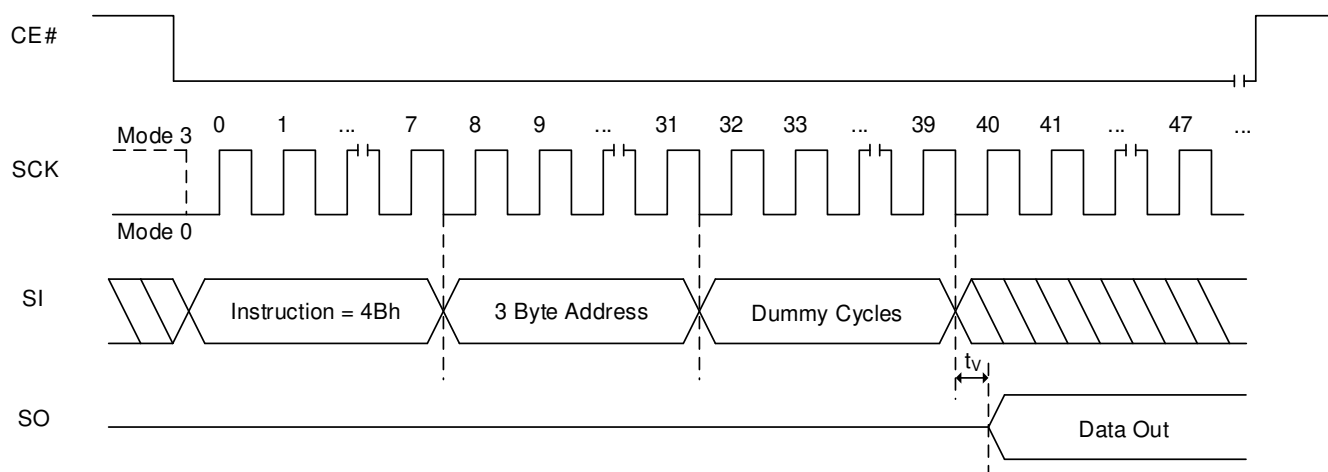 CE#
Mode 3 0 1 ... 7 8 9 ... 31 32 33 ... 39 40 41 ... 47 ...
SCK
Mode 0
SI Instruction = 4Bh 3 Byte Address Dummy Cycles
tV
SO Data Out